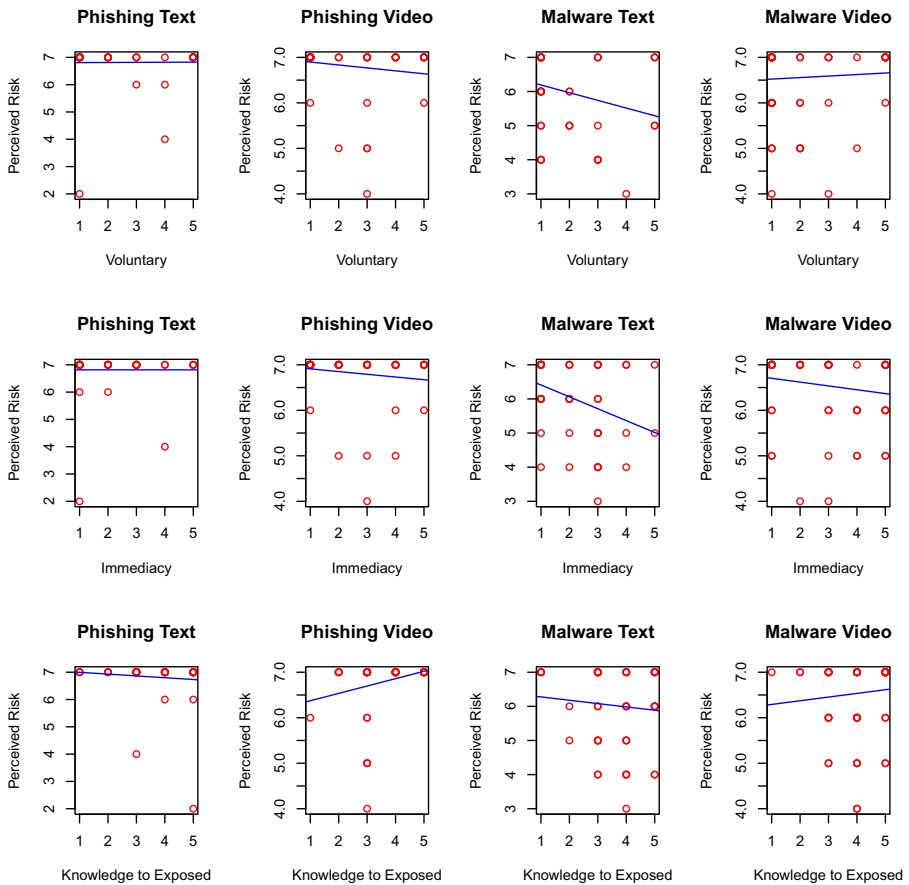 Phishing Text Phishing Video Malware Text Malware Video
Perceived Risk Perceived Risk Perceived Risk Perceived Risk
7 7.0 7 7.0
6 6
5 6.0 5 6.0
4 5.0 4 5.0
3
2 4.0 3 4.0
1 2 3 4 5 1 2 3 4 5 1 2 3 4 5 1 2 3 4 5
Voluntary Voluntary Voluntary Voluntary
Phishing Text Phishing Video Malware Text Malware Video
Perceived Risk Perceived Risk Perceived Risk Perceived Risk
7 7.0 7 7.0
6 6
5 6.0 5 6.0
4 5.0 4 5.0
3
2 4.0 3 4.0
1 2 3 4 5 1 2 3 4 5 1 2 3 4 5 1 2 3 4 5
Immediacy Immediacy Immediacy Immediacy
Phishing Text Phishing Video Malware Text Malware Video
Perceived Risk Perceived Risk Perceived Risk Perceived Risk
7 7.0 7 7.0
6 6
5 6.0 5 6.0
4 5.0 4 5.0
3
2 4.0 3 4.0
1 2 3 4 5 1 2 3 4 5 1 2 3 4 5 1 2 3 4 5
Knowledge to Exposed Knowledge to Exposed Knowledge to Exposed Knowledge to Exposed